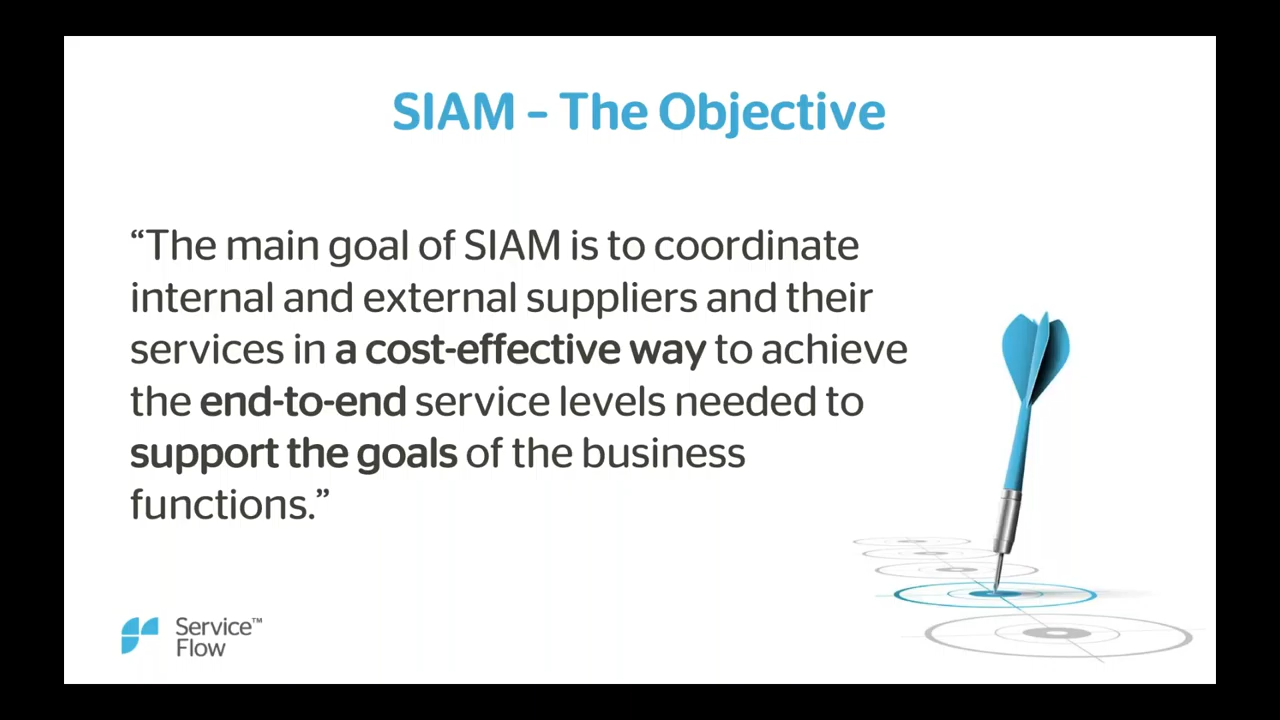 SIAM – The Objective
“The main goal of SIAM is to coordinate
internal and external suppliers and their
services in a cost-effective way to achieve
the end-to-end service levels needed to
support the goals of the business
functions.”
Service™
Flow